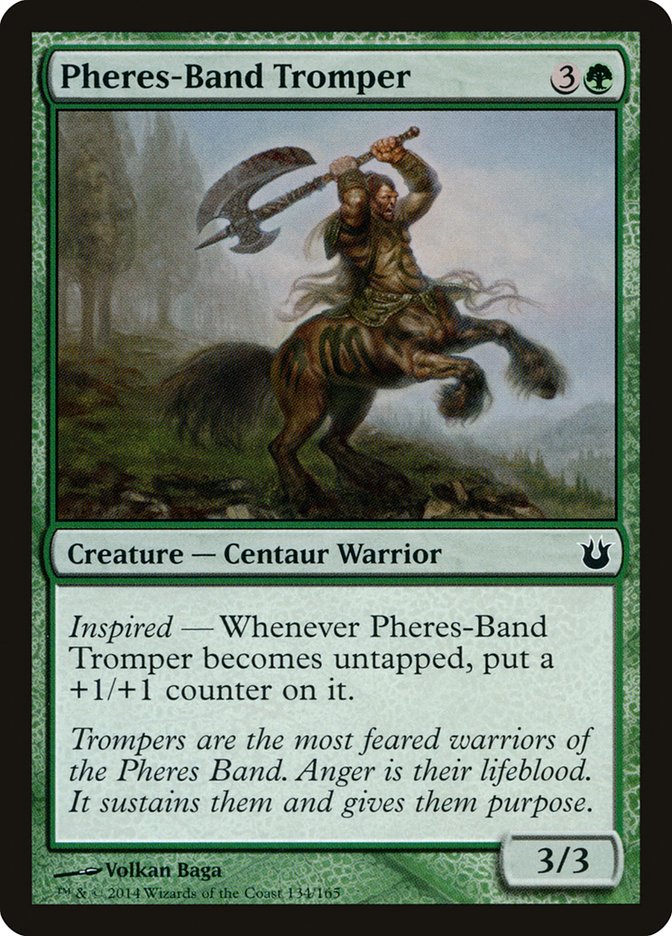 Pheres-Band Tromper 3
Creature — Centaur Warrior
Inspired — Whenever Pheres-Band
Tromper becomes untapped, put a
+1/+1 counter on it.
Trompers are the most feared warriors of
the Pheres Band. Anger is their lifeblood.
It sustains them and gives them purpose.
3/3
Volkan Baga
™ & © 2014 Wizards of the Coast 134/165